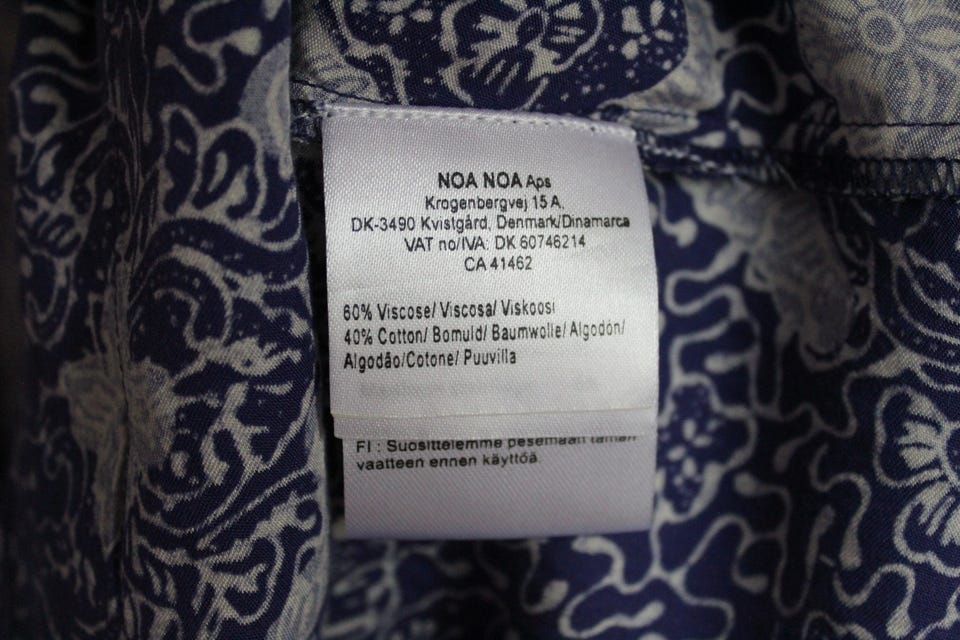 NOA NOA Aps
Krogenbergvej 15 A,
DK-3490 Kvistgård, Denmark/Dinamarca
VAT no/IVA: DK 60746214
CA 41462
60% Viscose/ Viscosa/ Viskoosi
40% Cotton/ Bomuld/ Baumwolle/ Algodón/
Algodão/Cotone/ Puuvilla
FI : Suosittelemme pesemään tämän
vaatteen ennen käyttöä.